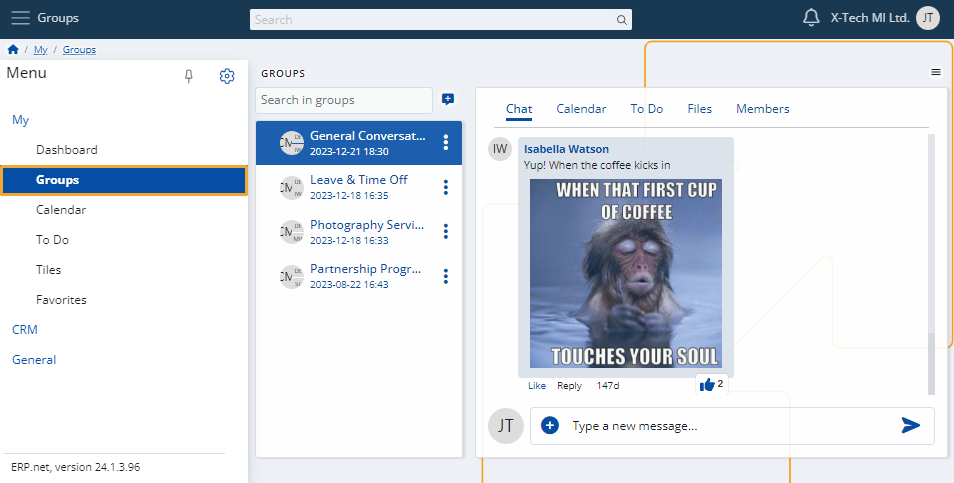 Groups
Search
X-Tech MI Ltd.
JT
/ My / Groups
Menu
My
Dashboard
Groups
Calendar
To Do
Tiles
Favorites
CRM
General
ERP.net, version 24.1.3.96
GROUPS
Search in groups
General Conversat...
2023-12-21 18:30
Leave & Time Off
2023-12-18 16:35
Photography Servi...
2023-12-18 16:33
Partnership Progr...
2023-08-22 16:43
Chat
Calendar
To Do
Files
Members
IW
Isabella Watson
Yup! When the coffee kicks in
WHEN THAT FIRST CUP
OF COFFEE
TOUCHES YOUR SOUL
Like Reply 147d
2
JT
Type a new message...